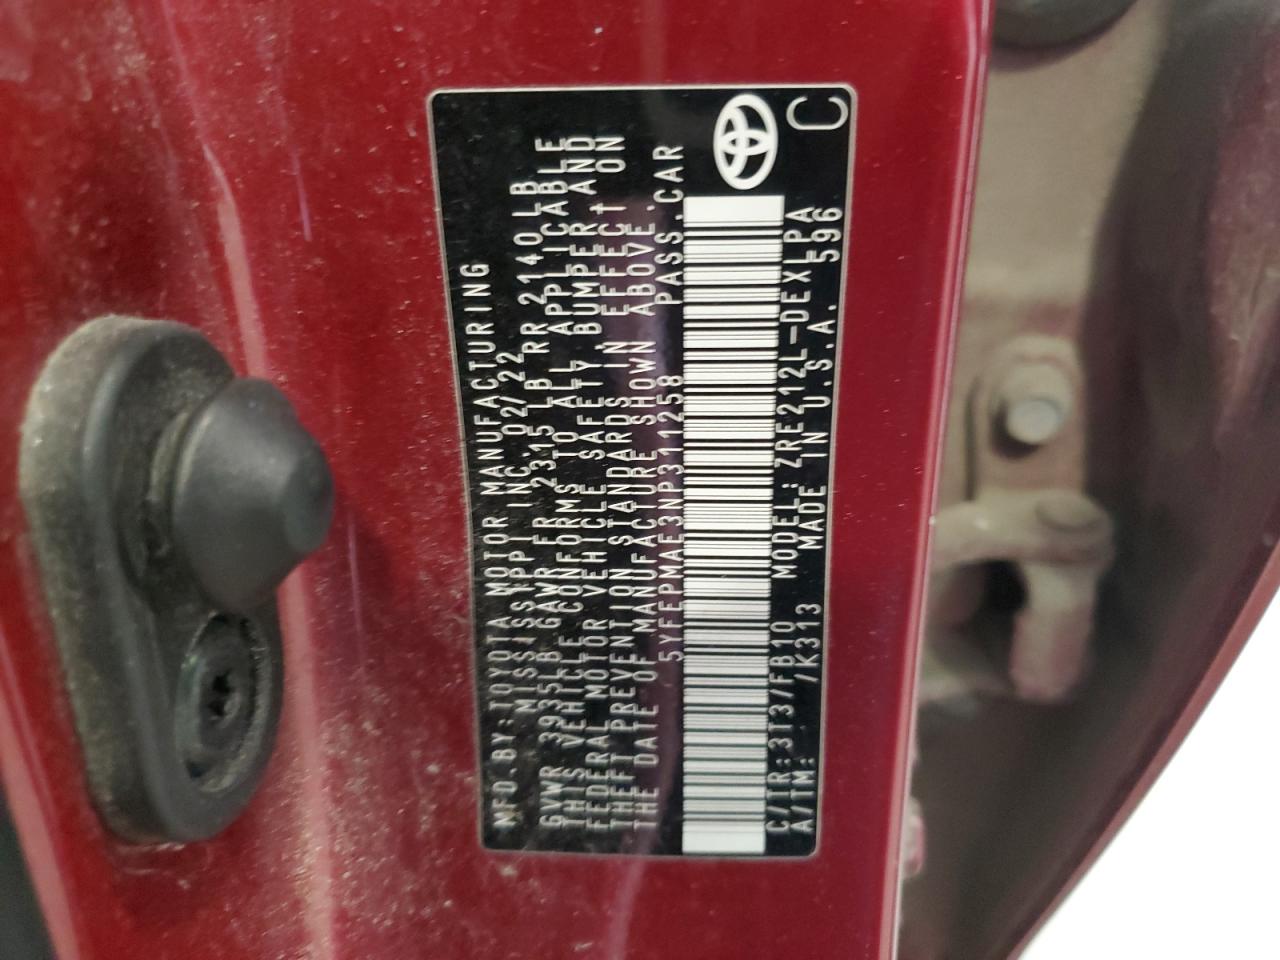 MFD.BY:TOYOTA MOTOR MANUFACTURING
MISSISSIPPI INC 02/22
GVWR 3935LB GAWR FR 2315 LB RR 2140LB
THIS VEHICLE CONFORMS TO ALL APPLICABLE
FEDERAL MOTOR VEHICLE SAFETY, BUMPER, AND
THEFT PREVENTION STANDARDS IN EFFECT ON
THE DATE OF MANUFACTURE SHOWN ABOVE.
5YFEPMAE3NP311258 PASS.CAR
C/TR:3T3/FB10 MODEL:ZRE212L-DEXLPA
A/TM: /K313 MADE IN U.S.A. 596
C